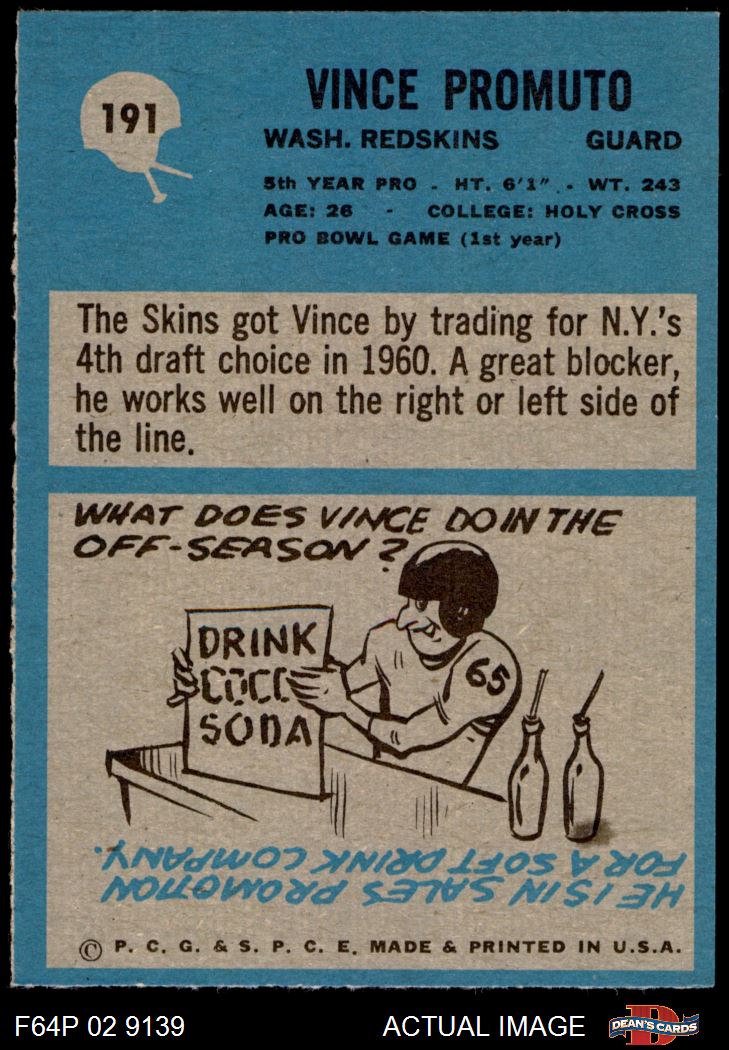 191
VINCE PROMUTO
WASH. REDSKINS GUARD
5th YEAR PRO - HT. 6'1" - WT. 243
AGE: 26 - COLLEGE: HOLY CROSS
PRO BOWL GAME (1st year)
The Skins got Vince by trading for N.Y.'s
4th draft choice in 1960. A great blocker,
he works well on the right or left side of
the line.
WHAT DOES VINCE DO IN THE
OFF-SEASON?
DRINK
COCO
SODA
65
HE IS IN SALES PROMOTION
FOR A SOFT DRINK COMPANY.
© P. C. G. & S. P. C. E. MADE & PRINTED IN U.S.A.
F64P 02 9139 ACTUAL IMAGE D DEAN'S CARDS